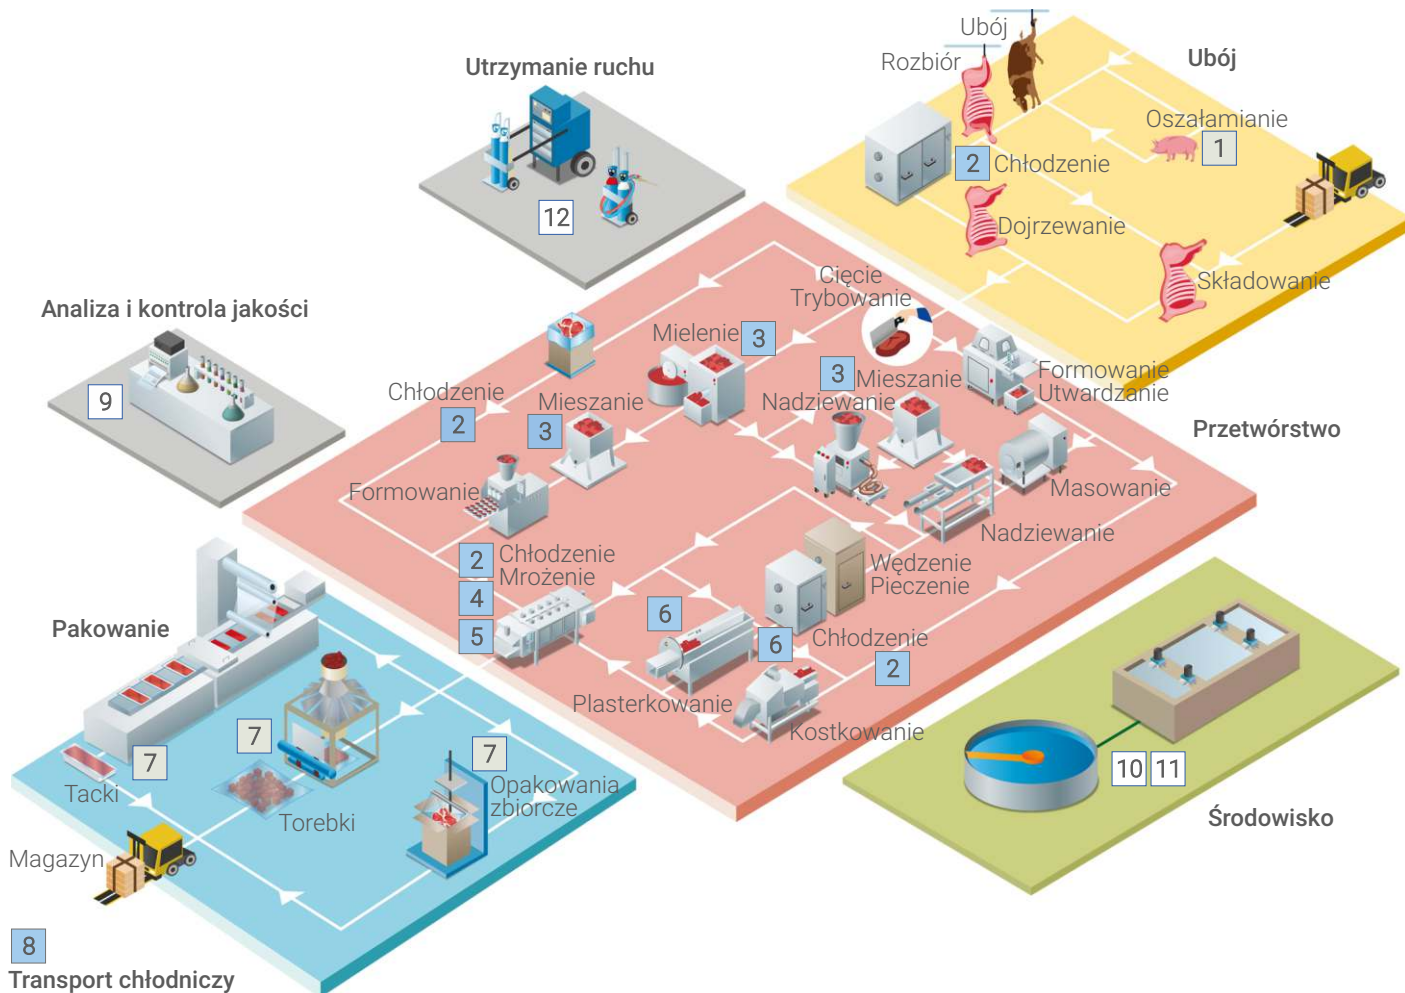 Ubój
Rozbiór
Ubój
Utrzymanie ruchu
Oszałamianie
1
2 Chłodzenie
12
Dojrzewanie
Składowanie
Cięcie
Trybowanie
Analiza i kontrola jakości
Mielenie 3
9
Chłodzenie
2
Mieszanie
3
3 Mieszanie
Nadziewanie
Formowanie
Utwardzanie
Przetwórstwo
Formowanie
Masowanie
Nadziewanie
2 Chłodzenie
Mrożenie
4
5
Wędzenie
Pieczenie
6
6
Chłodzenie
2
Pakowanie
Plasterkowanie
Kostkowanie
7
7
7
Opakowania
zbiorcze
Tacki
Torebki
10 11
Środowisko
Magazyn
8
Transport chłodniczy